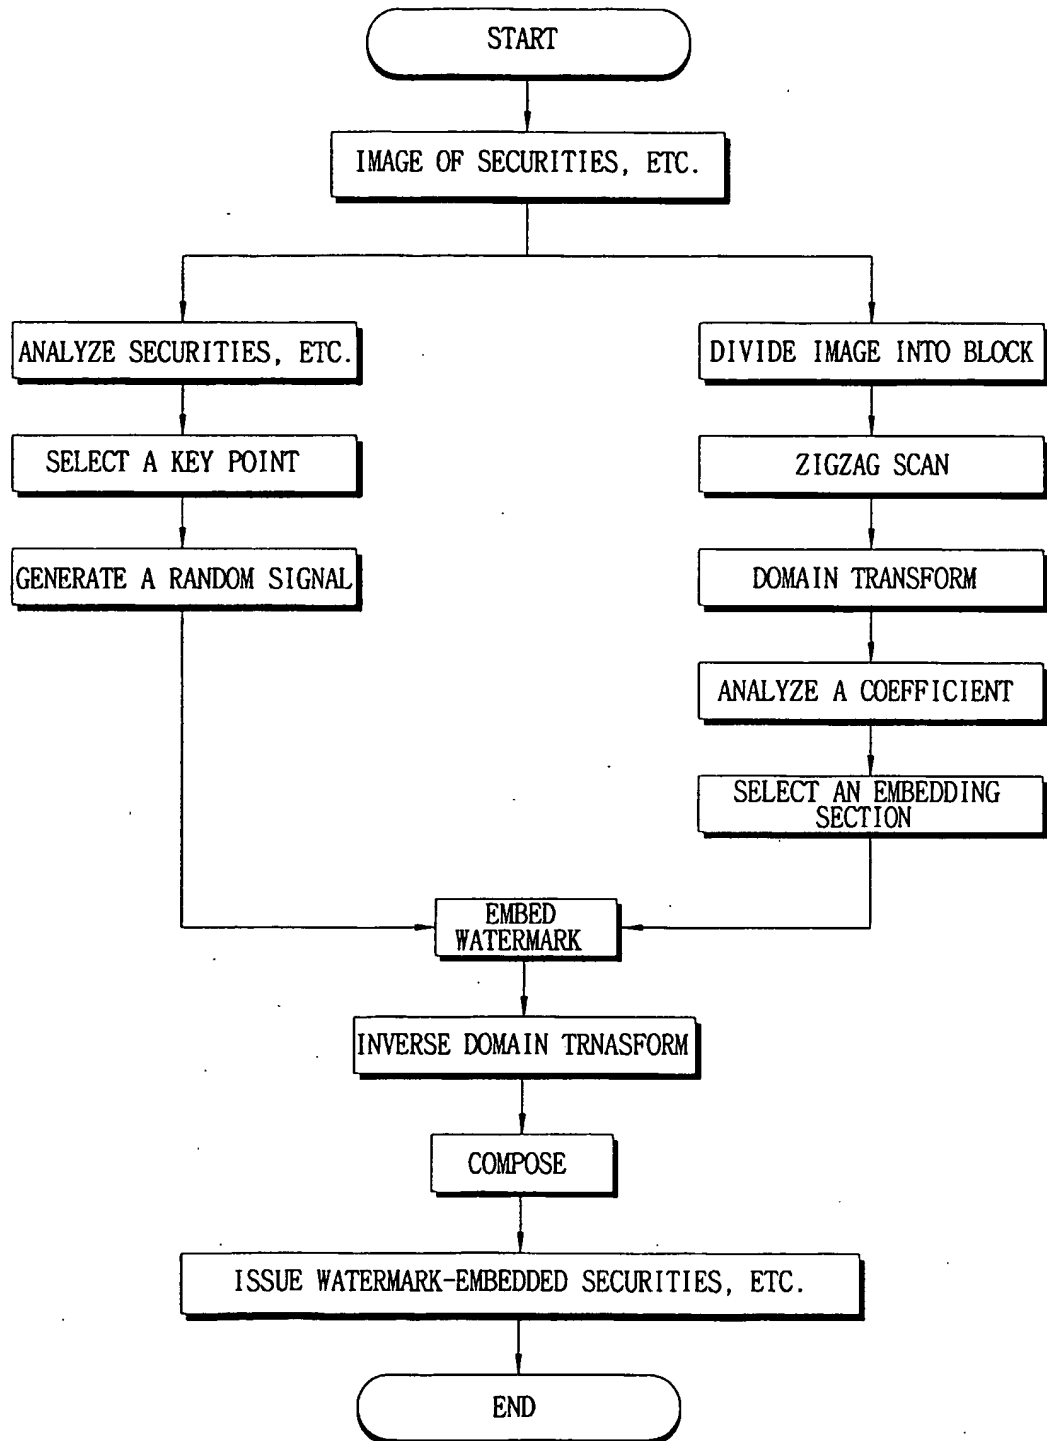 START
IMAGE OF SECURITIES, ETC.
ANALYZE SECURITIES, ETC.
SELECT A KEY POINT
GENERATE A RANDOM SIGNAL
DIVIDE IMAGE INTO BLOCK
ZIGZAG SCAN
DOMAIN TRANSFORM
ANALYZE A COEFFICIENT
SELECT AN EMBEDDING
SECTION
EMBED
WATERMARK
INVERSE DOMAIN TRNASFORM
COMPOSE
ISSUE WATERMARK-EMBEDDED SECURITIES, ETC.
END